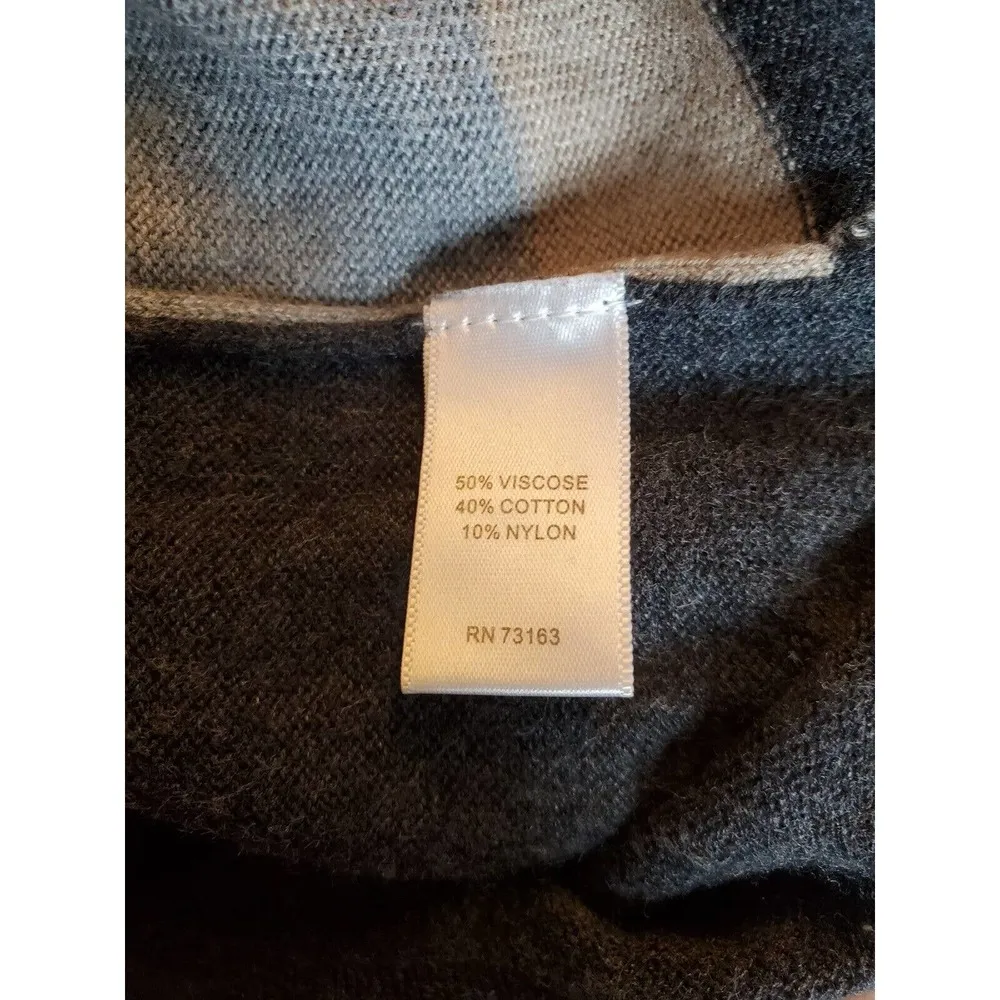 50% VISCOSE
40% COTTON
10% NYLON
RN 73163